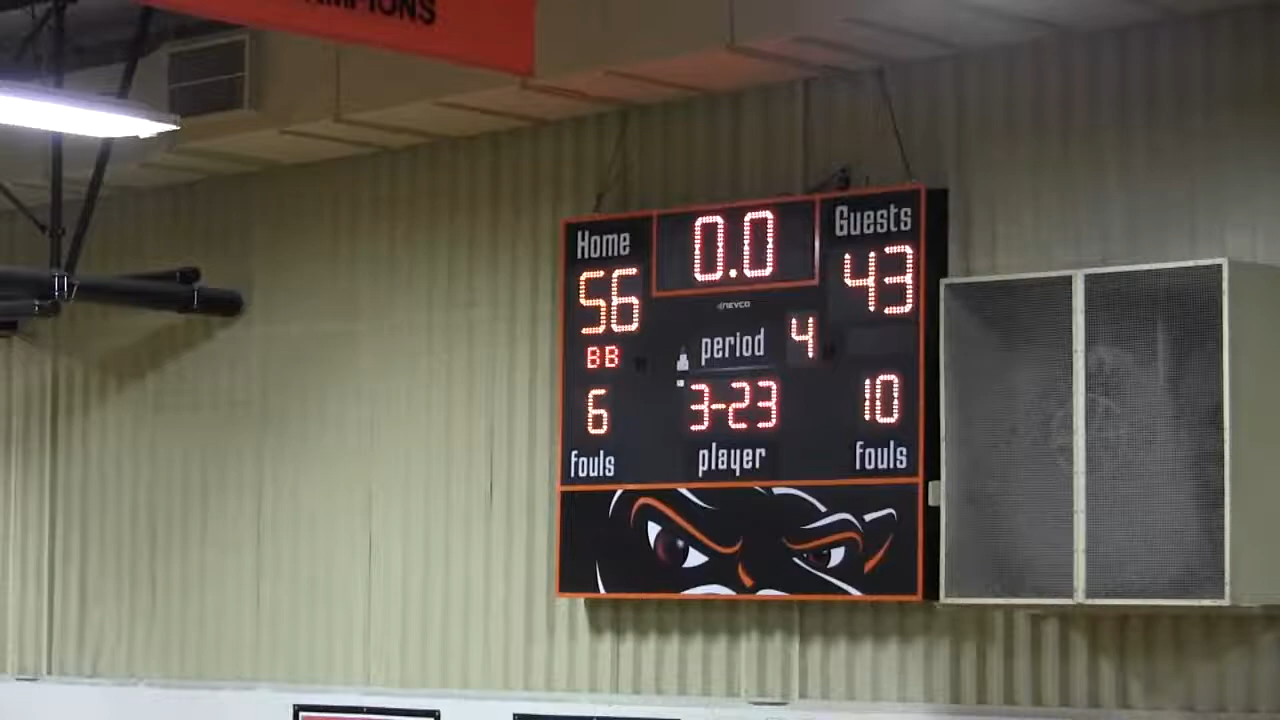 Home
0.0
Guests
56
43
NEVCO
period 4
BB
6
3-23
10
fouls
player
fouls